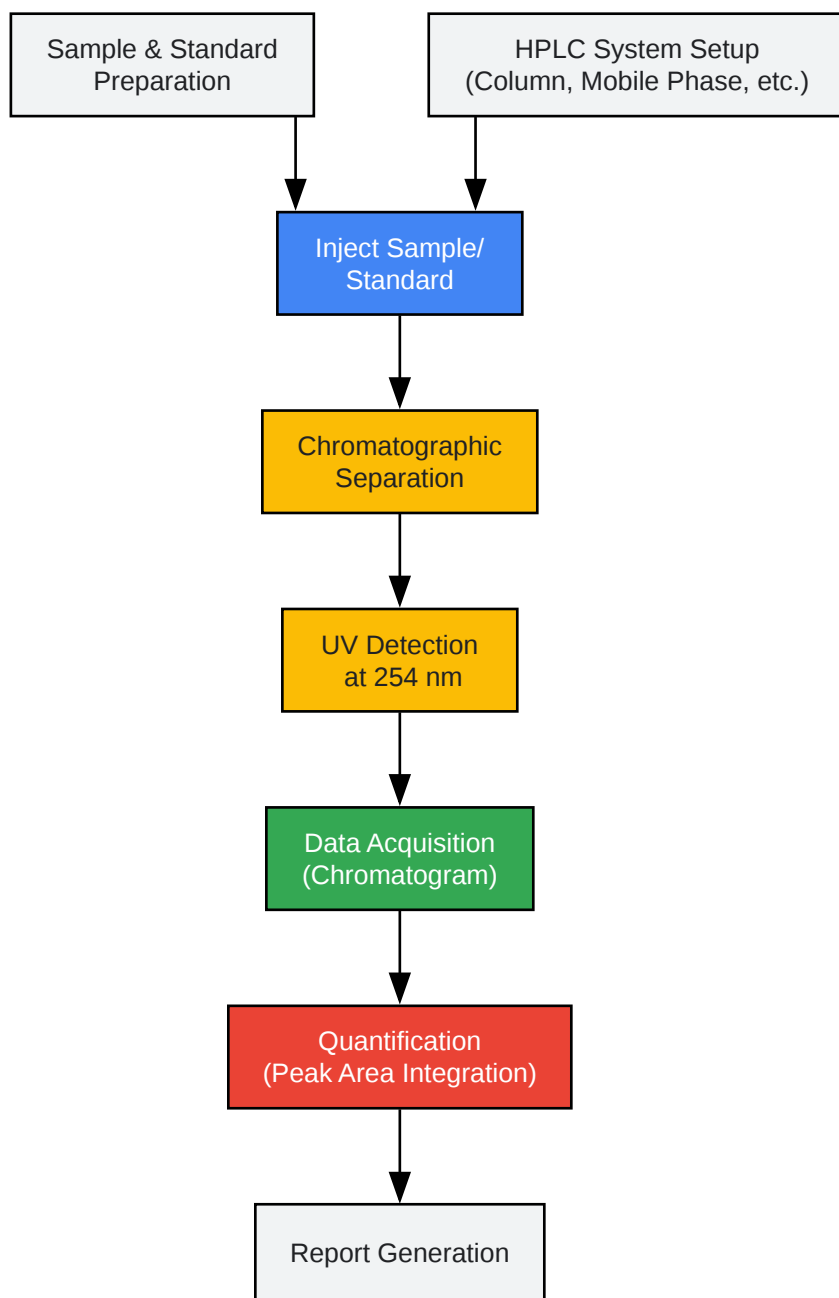 Sample & Standard
Preparation
HPLC System Setup
(Column, Mobile Phase, etc.)
Inject Sample/
Standard
Chromatographic
Separation
UV Detection
at 254 nm
Data Acquisition
(Chromatogram)
Quantification
(Peak Area Integration)
Report Generation